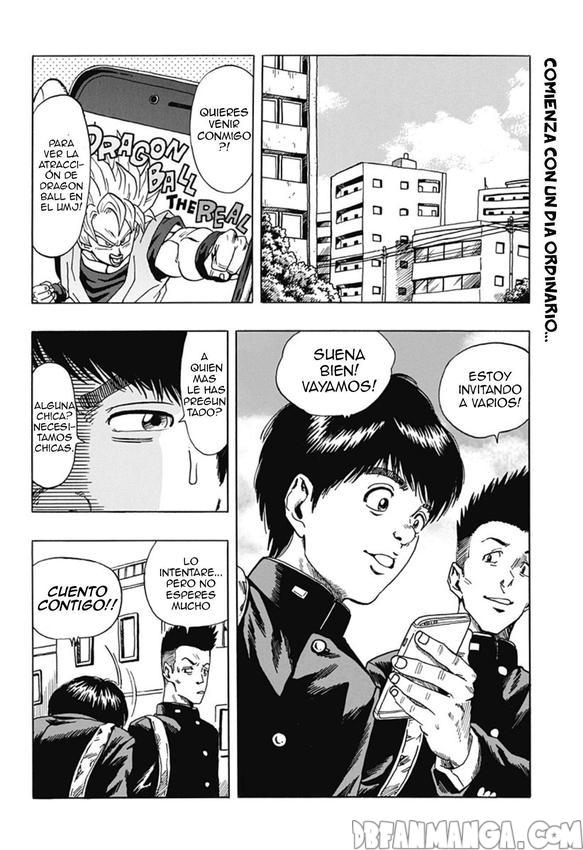 COMIENZA CON UN DIA ORDINARIO...
QUIERES
VENIR
CONMIGO
?!
PARA
VER LA
ATRACCI-
ÓN DE
DRAGON
BALL EN
EL UMJ!
DRAGON
BALL
THE REAL
ESTOY
INVITANDO
A VARIOS!
SUENA
BIEN!
VAYAMOS!
A
QUIEN
MAS
LE HAS
PREGUN
TADO?
ALGUNA
CHICA?
NECESI-
TAMOS
CHICAS.
LO
INTENTARE...
PERO NO
ESPERES
MUCHO
CUENTO
CONTIGO!!
DBFANMANGA.COM